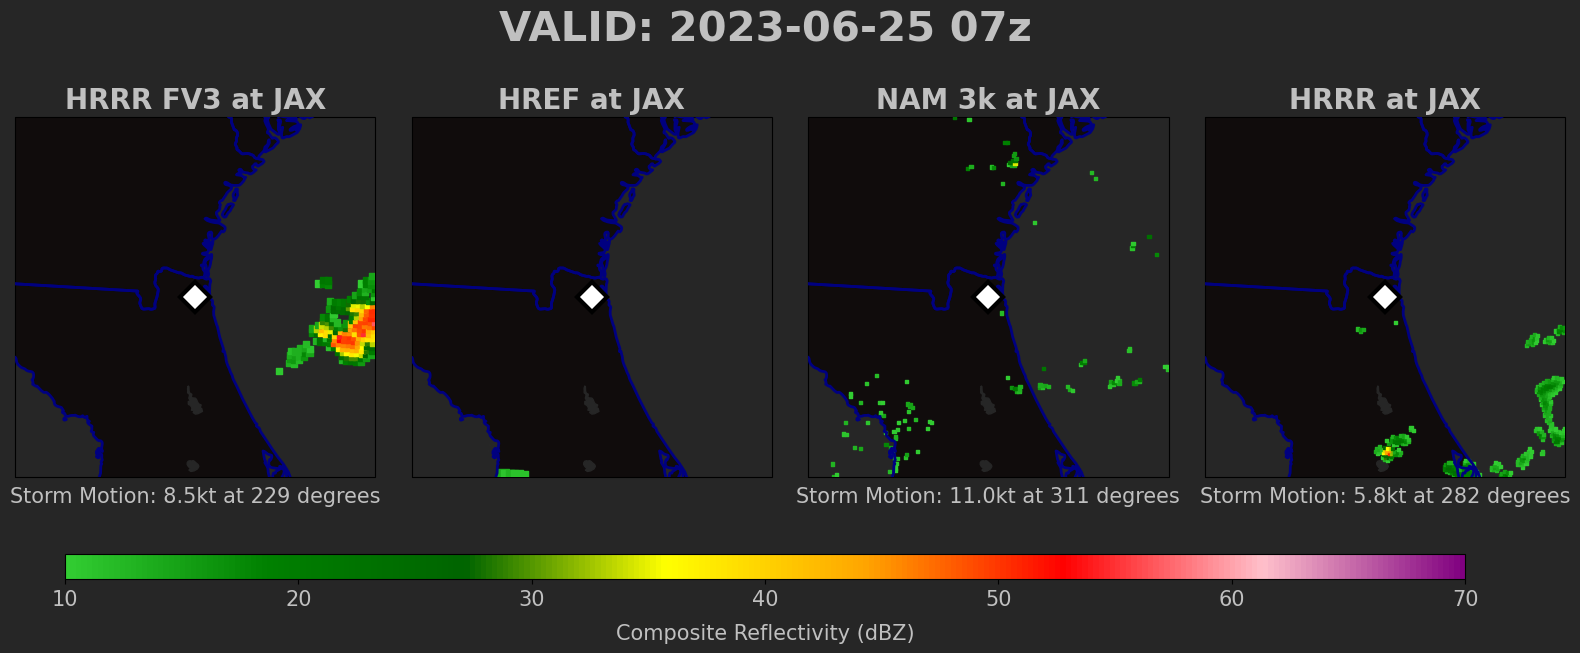 VALID: 2023-06-25 07z
HRRR FV3 at JAX
HREF at JAX
NAM 3k at JAX
HRRR at JAX
Storm Motion: 8.5kt at 229 degrees
Storm Motion: 11.0kt at 311 degrees
Storm Motion: 5.8kt at 282 degrees
10 20 30 40 50 60 70
Composite Reflectivity (dBZ)